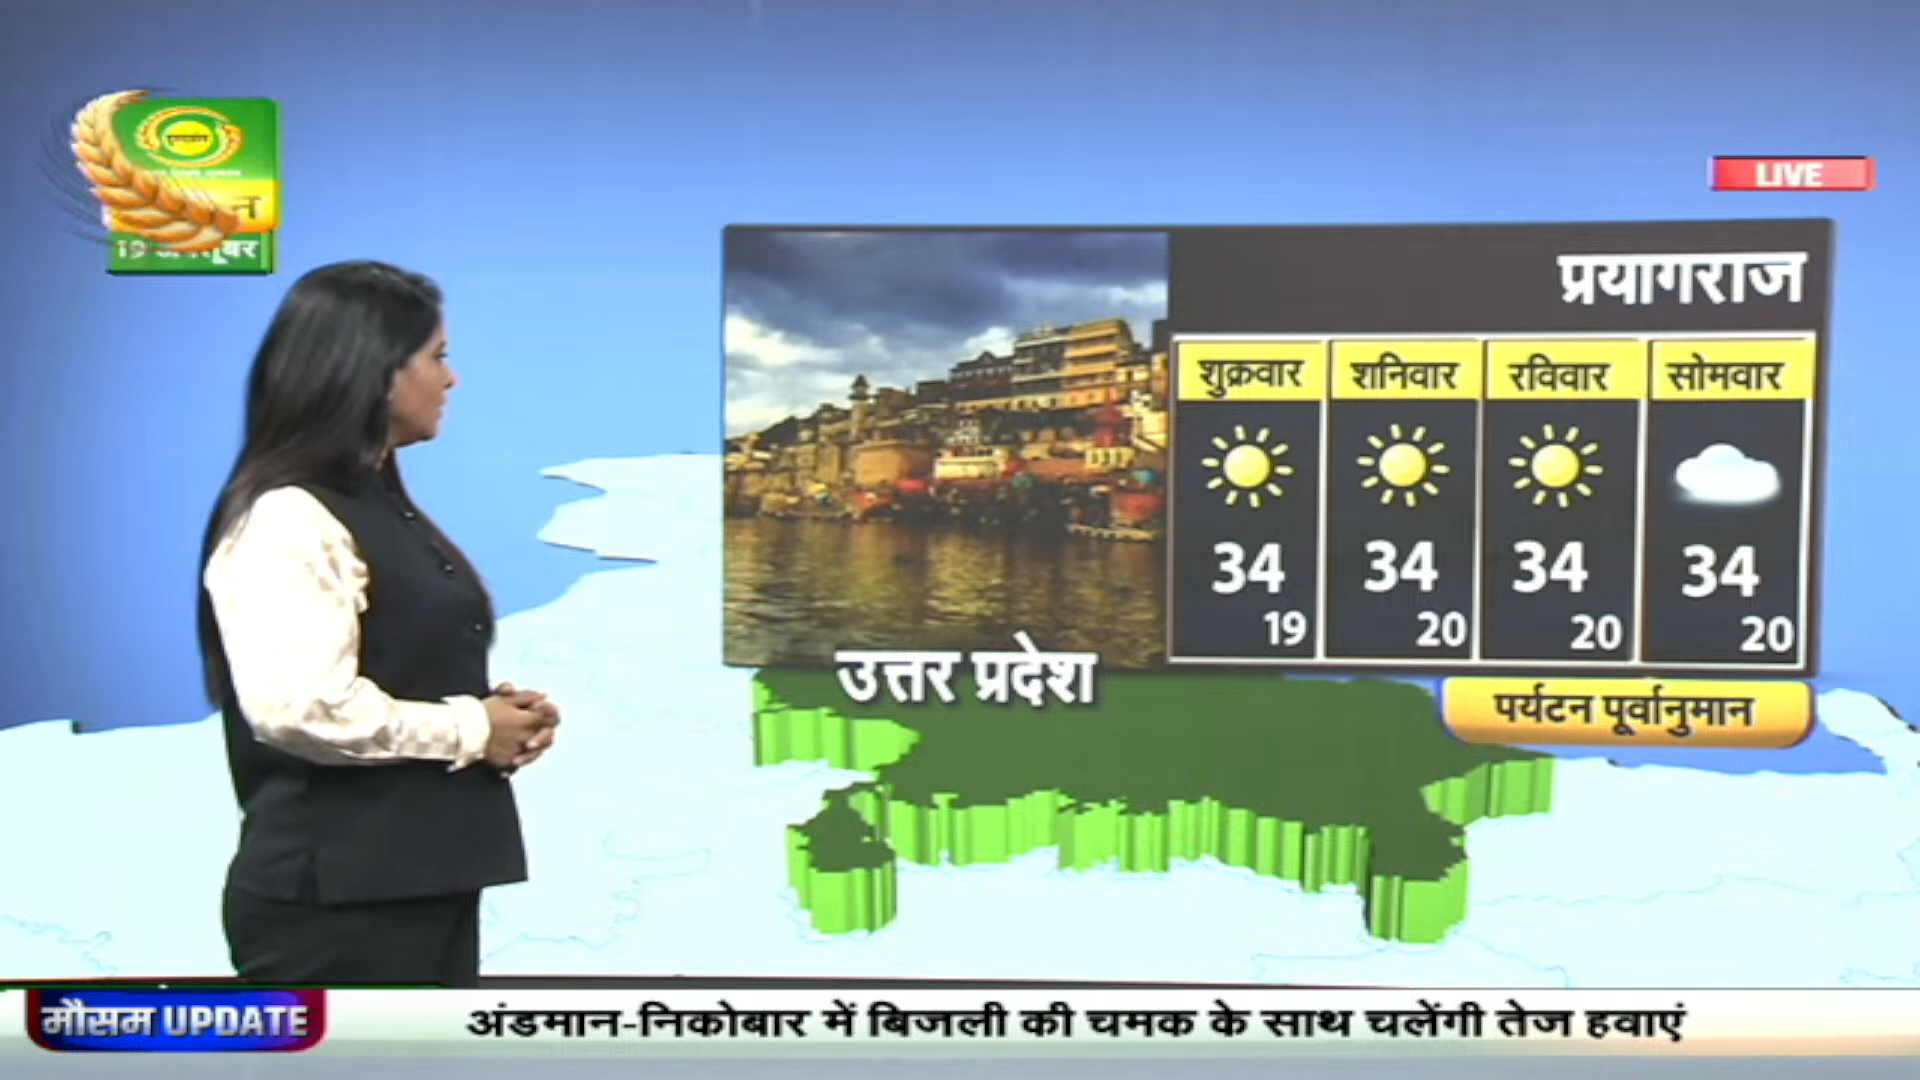 19
LIVE
प्रयागराज
शुक्रवार शनिवार रविवार सोमवार
34 34 34 34
19 20 20 20
उत्तर प्रदेश
पर्यटन पूर्वानुमान
मौसम UPDATE
अंडमान-निकोबार में बिजली की चमक के साथ चलेंगी तेज हवाएं